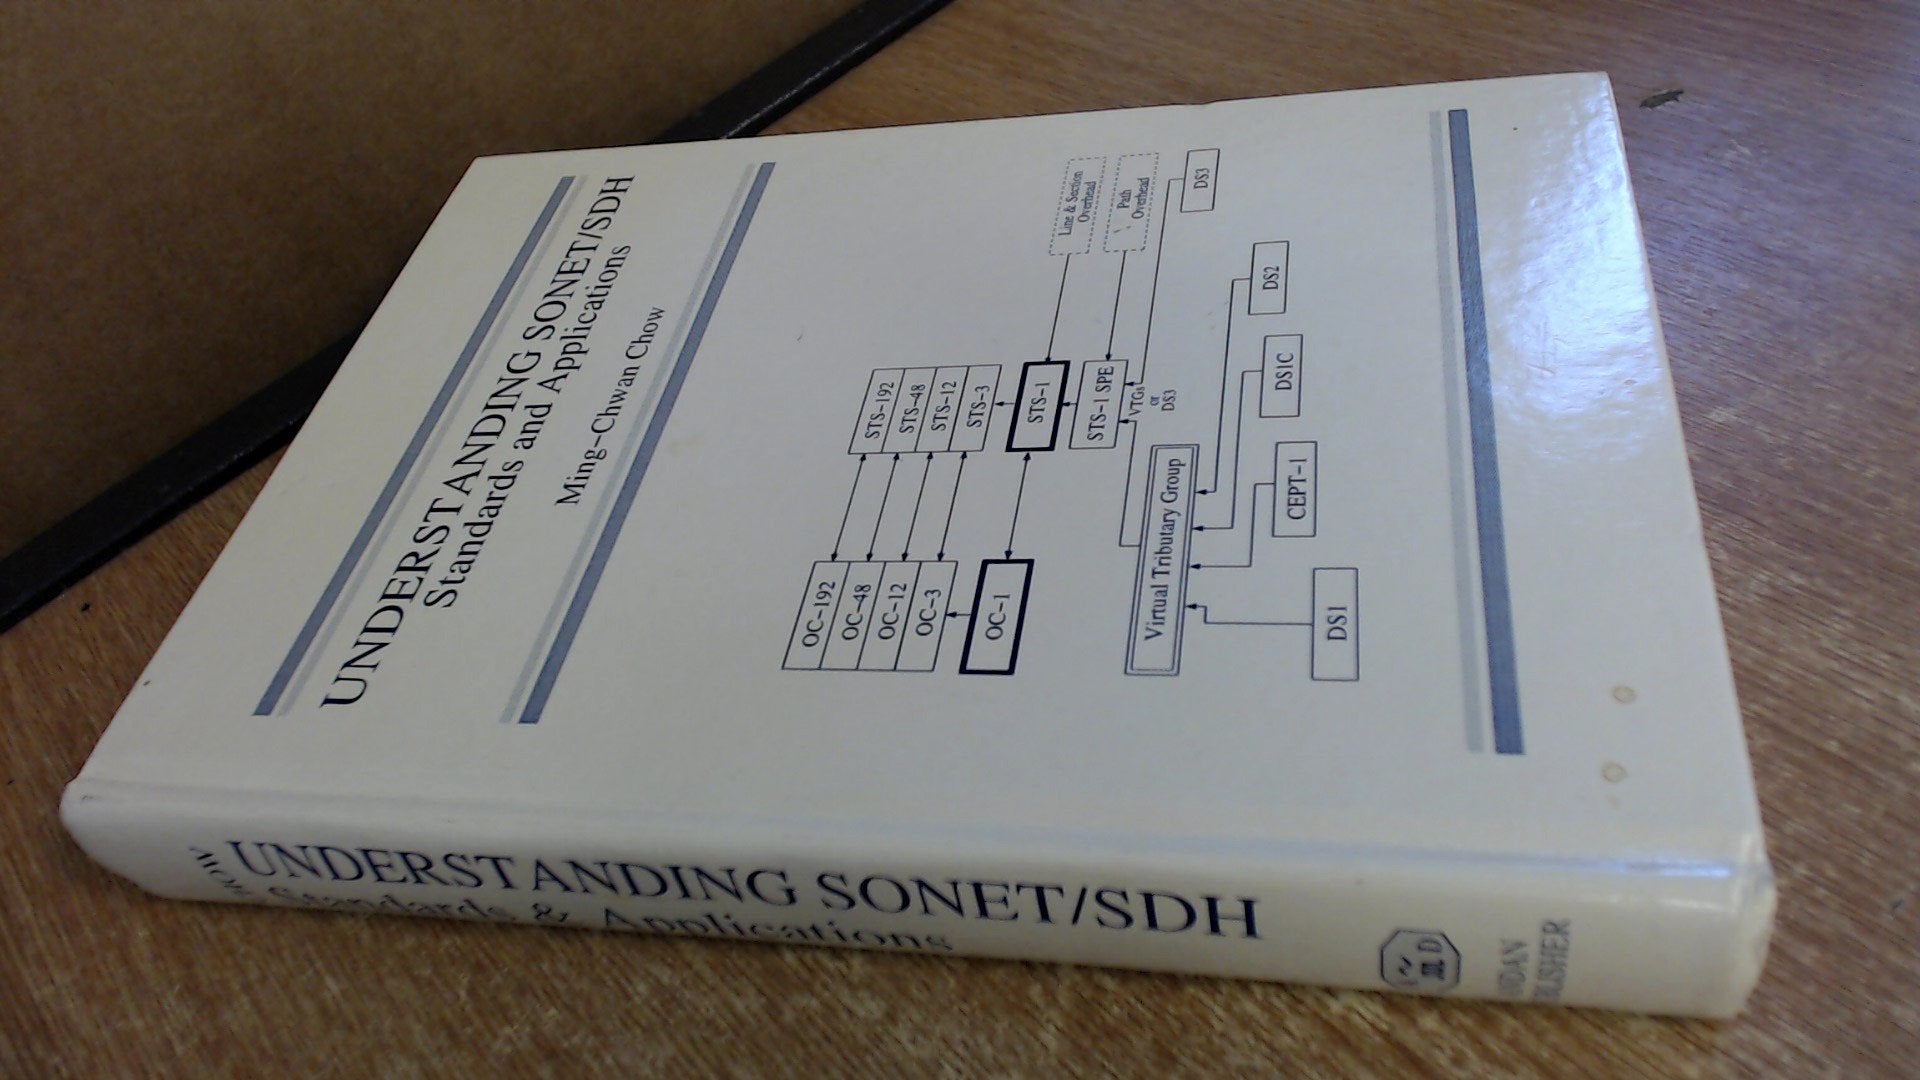 UNDERSTANDING SONET/SDH
Standards and Applications
Ming-Chwan Chow
OC-192
OC-48
OC-12
OC-3
OC-1
STS-192
STS-48
STS-12
STS-3
STS-1
STS-1 SPE
Line & Section
Overhead
Path
Overhead
VTGs
or
DS3
Virtual Tributary Group
DS1
CEPT-1
DS1C
DS2
DS3
UNDERSTANDING SONET/SDH
Standards & Applications